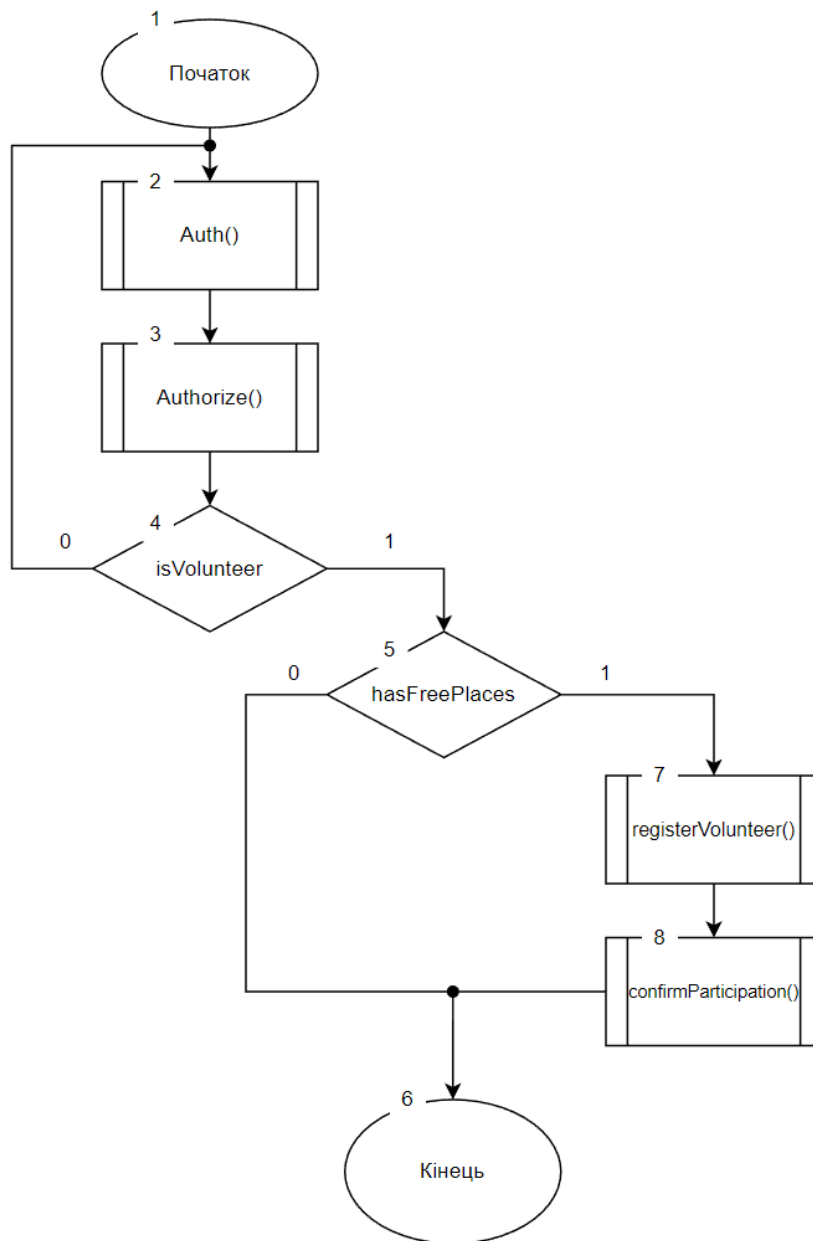 1
Початок
2
Auth()
3
Authorize()
4
0
1
isVolunteer
5
0
1
hasFreePlaces
7
registerVolunteer()
8
confirmParticipation()
6
Кінець